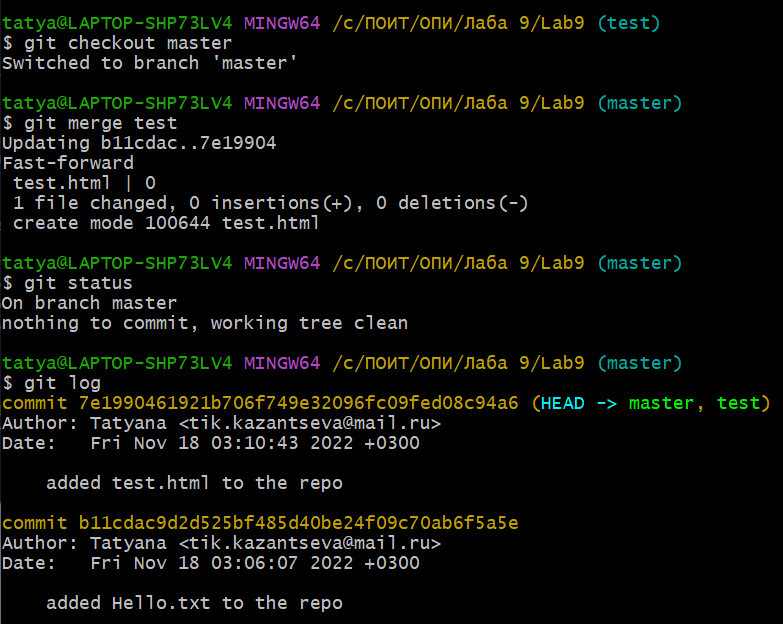 tatya@LAPTOP-SHP73LV4 MINGW64 /c/ПОИТ/ОПИ/Лаба 9/Lab9 (test)
$ git checkout master
Switched to branch 'master'
tatya@LAPTOP-SHP73LV4 MINGW64 /c/ПОИТ/ОПИ/Лаба 9/Lab9 (master)
$ git merge test
Updating b11cdac..7e19904
Fast-forward
 test.html | 0
 1 file changed, 0 insertions(+), 0 deletions(-)
 create mode 100644 test.html
tatya@LAPTOP-SHP73LV4 MINGW64 /c/ПОИТ/ОПИ/Лаба 9/Lab9 (master)
$ git status
On branch master
nothing to commit, working tree clean
tatya@LAPTOP-SHP73LV4 MINGW64 /c/ПОИТ/ОПИ/Лаба 9/Lab9 (master)
$ git log
commit 7e1990461921b706f749e32096fc09fed08c94a6 (HEAD -> master, test)
Author: Tatyana <tik.kazantseva@mail.ru>
Date:   Fri Nov 18 03:10:43 2022 +0300
    added test.html to the repo
commit b11cdac9d2d525bf485d40be24f09c70ab6f5a5e
Author: Tatyana <tik.kazantseva@mail.ru>
Date:   Fri Nov 18 03:06:07 2022 +0300
    added Hello.txt to the repo